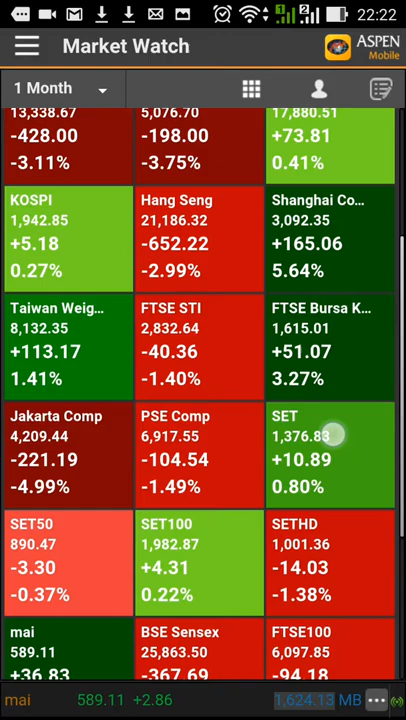 22:22
Market Watch
ASPEN
Mobile
1 Month
13,338.67
-428.00
-3.11%
5,076.70
-198.00
-3.75%
17,880.51
+73.81
0.41%
KOSPI
1,942.85
+5.18
0.27%
Hang Seng
21,186.32
-652.22
-2.99%
Shanghai Co...
3,092.35
+165.06
5.64%
Taiwan Weig...
8,132.35
+113.17
1.41%
FTSE STI
2,832.64
-40.36
-1.40%
FTSE Bursa K...
1,615.01
+51.07
3.27%
Jakarta Comp
4,209.44
-221.19
-4.99%
PSE Comp
6,917.55
-104.54
-1.49%
SET
1,376.83
+10.89
0.80%
SET50
890.47
-3.30
-0.37%
SET100
1,982.87
+4.31
0.22%
SETHD
1,001.36
-14.03
-1.38%
mai
589.11
+36.83
BSE Sensex
25,863.50
-367.69
FTSE100
6,097.85
-94.18
mai 589.11 +2.86 1,624.13 MB